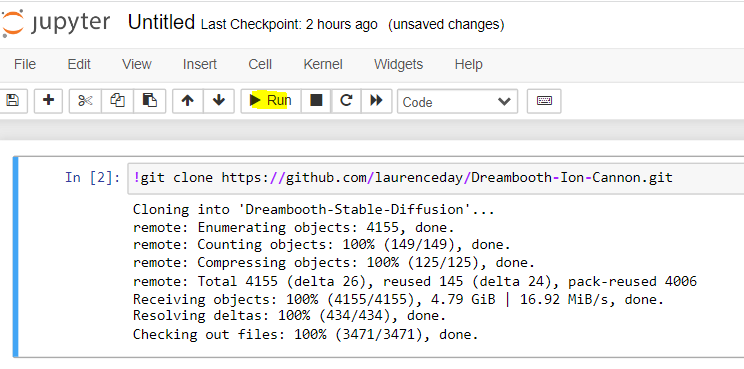 jupyter Untitled Last Checkpoint: 2 hours ago (unsaved changes)
File Edit View Insert Cell Kernel Widgets Help
Run Code
In [2]: !git clone https://github.com/laurenceday/Dreambooth-Ion-Cannon.git
Cloning into 'Dreambooth-Stable-Diffusion'...
remote: Enumerating objects: 4155, done.
remote: Counting objects: 100% (149/149), done.
remote: Compressing objects: 100% (125/125), done.
remote: Total 4155 (delta 26), reused 145 (delta 24), pack-reused 4006
Receiving objects: 100% (4155/4155), 4.79 GiB | 16.92 MiB/s, done.
Resolving deltas: 100% (434/434), done.
Checking out files: 100% (3471/3471), done.